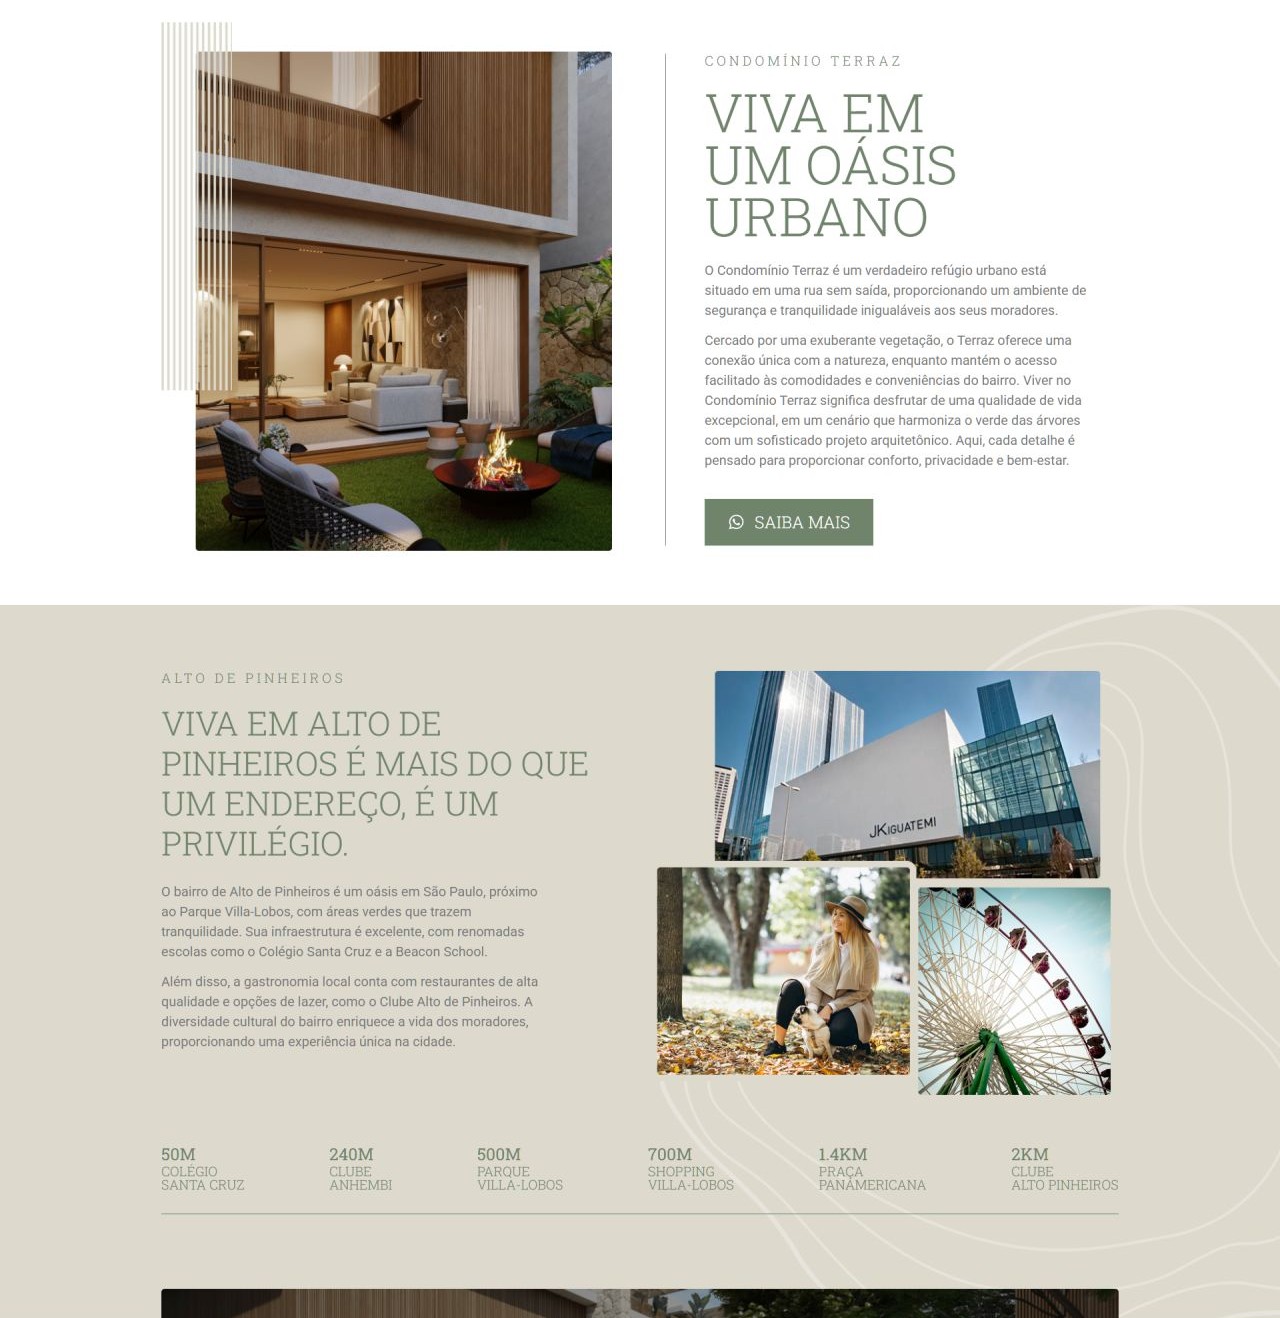 CONDOMÍNIO TERRAZ
VIVA EM
UM OÁSIS
URBANO
O Condomínio Terraz é um verdadeiro refúgio urbano está
situado em uma rua sem saída, proporcionando um ambiente de
segurança e tranquilidade inigualáveis aos seus moradores.
Cercado por uma exuberante vegetação, o Terraz oferece uma
conexão única com a natureza, enquanto mantém o acesso
facilitado às comodidades e conveniências do bairro. Viver no
Condomínio Terraz significa desfrutar de uma qualidade de vida
excepcional, em um cenário que harmoniza o verde das árvores
com um sofisticado projeto arquitetônico. Aqui, cada detalhe é
pensado para proporcionar conforto, privacidade e bem-estar.
SAIBA MAIS
ALTO DE PINHEIROS
VIVA EM ALTO DE
PINHEIROS É MAIS DO QUE
UM ENDEREÇO, É UM
PRIVILÉGIO.
O bairro de Alto de Pinheiros é um oásis em São Paulo, próximo
ao Parque Villa-Lobos, com áreas verdes que trazem
tranquilidade. Sua infraestrutura é excelente, com renomadas
escolas como o Colégio Santa Cruz e a Beacon School.
Além disso, a gastronomia local conta com restaurantes de alta
qualidade e opções de lazer, como o Clube Alto de Pinheiros. A
diversidade cultural do bairro enriquece a vida dos moradores,
proporcionando uma experiência única na cidade.
JK IGUATEMI
50M
COLÉGIO
SANTA CRUZ
240M
CLUBE
ANHEMBI
500M
PARQUE
VILLA-LOBOS
700M
SHOPPING
VILLA-LOBOS
1.4KM
PRAÇA
PANAMERICANA
2KM
CLUBE
ALTO PINHEIROS